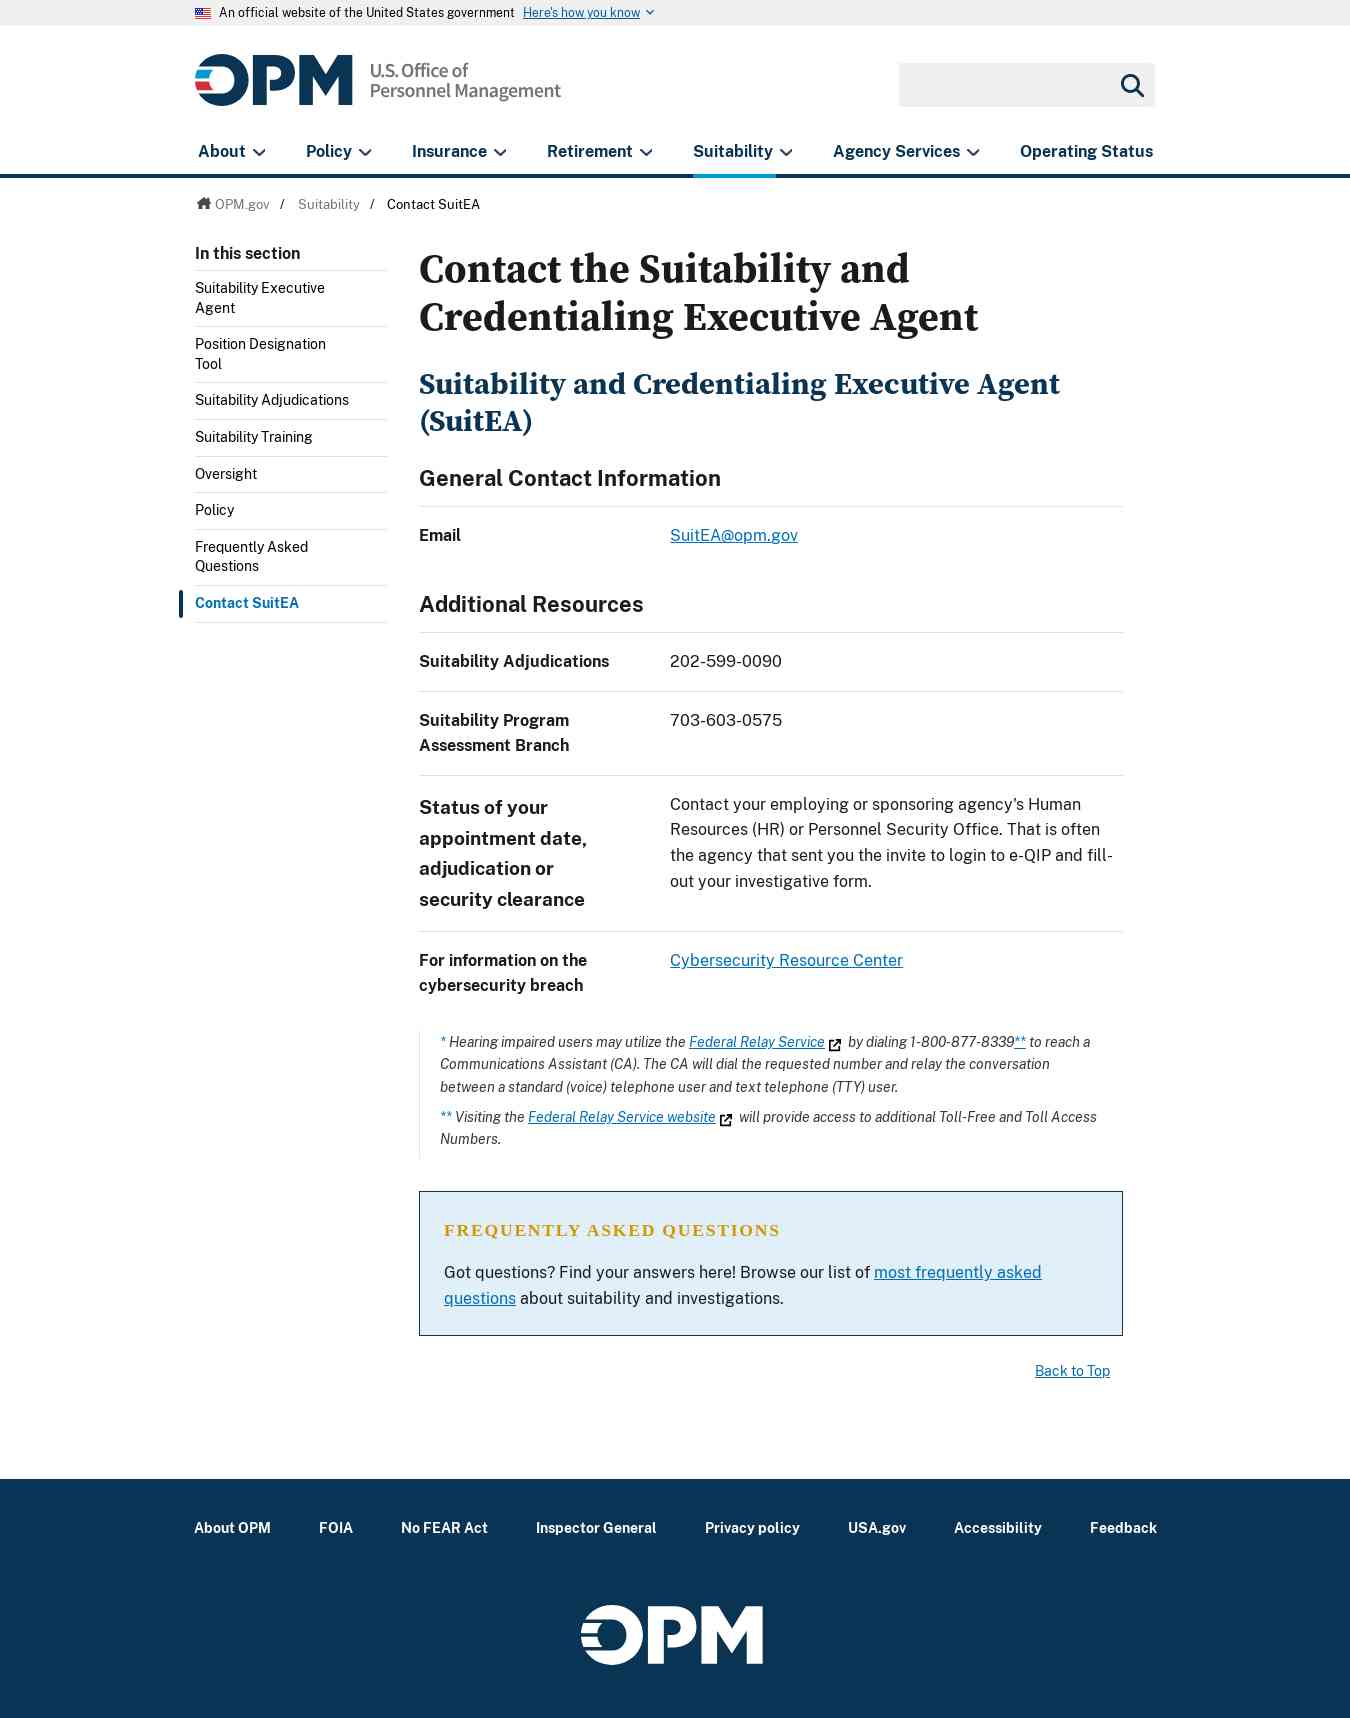 An official website of the United States government Here's how you know
OPM U.S. Office of
Personnel Management
About Policy Insurance Retirement Suitability Agency Services Operating Status
OPM.gov / Suitability / Contact SuitEA
In this section
Suitability Executive
Agent
Position Designation
Tool
Suitability Adjudications
Suitability Training
Oversight
Policy
Frequently Asked
Questions
Contact SuitEA
Contact the Suitability and
Credentialing Executive Agent
Suitability and Credentialing Executive Agent
(SuitEA)
General Contact Information
Email SuitEA@opm.gov
Additional Resources
Suitability Adjudications 202-599-0090
Suitability Program 703-603-0575
Assessment Branch
Status of your
appointment date,
adjudication or
security clearance
Contact your employing or sponsoring agency's Human
Resources (HR) or Personnel Security Office. That is often
the agency that sent you the invite to login to e-QIP and fill-
out your investigative form.
For information on the
cybersecurity breach
Cybersecurity Resource Center
* Hearing impaired users may utilize the Federal Relay Service by dialing 1-800-877-8339** to reach a
Communications Assistant (CA). The CA will dial the requested number and relay the conversation
between a standard (voice) telephone user and text telephone (TTY) user.
** Visiting the Federal Relay Service website will provide access to additional Toll-Free and Toll Access
Numbers.
FREQUENTLY ASKED QUESTIONS
Got questions? Find your answers here! Browse our list of most frequently asked
questions about suitability and investigations.
Back to Top
About OPM FOIA No FEAR Act Inspector General Privacy policy USA.gov Accessibility Feedback
OPM